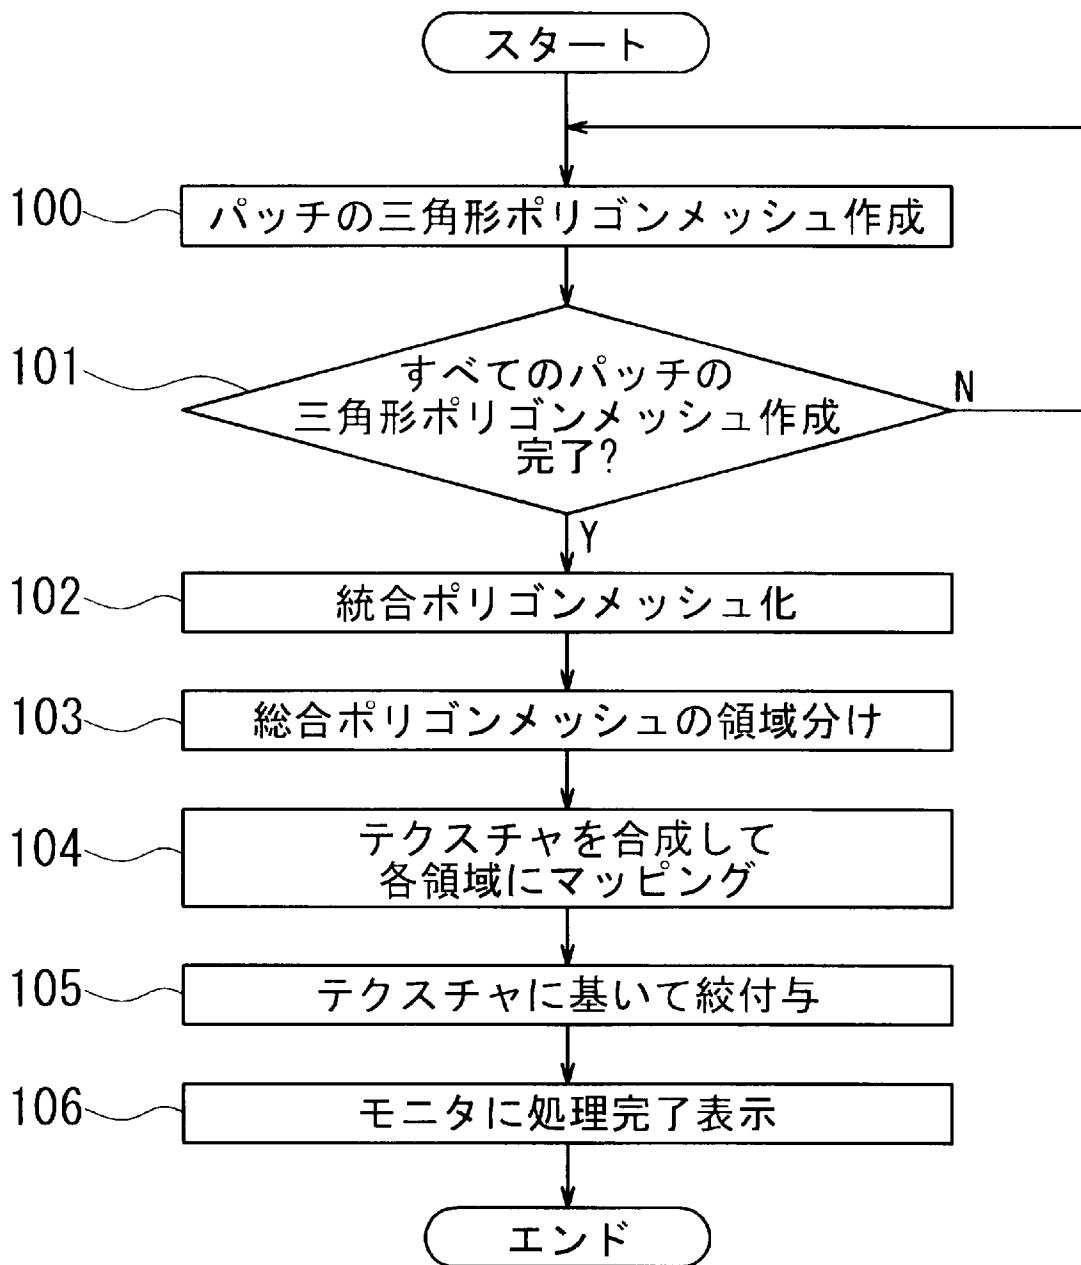 スタート
100
パッチの三角形ポリゴンメッシュ作成
101
すべてのパッチの
三角形ポリゴンメッシュ作成
完了?
N
Y
102
統合ポリゴンメッシュ化
103
総合ポリゴンメッシュの領域分け
104
テクスチャを合成して
各領域にマッピング
105
テクスチャに基いて絞付与
106
モニタに処理完了表示
エンド